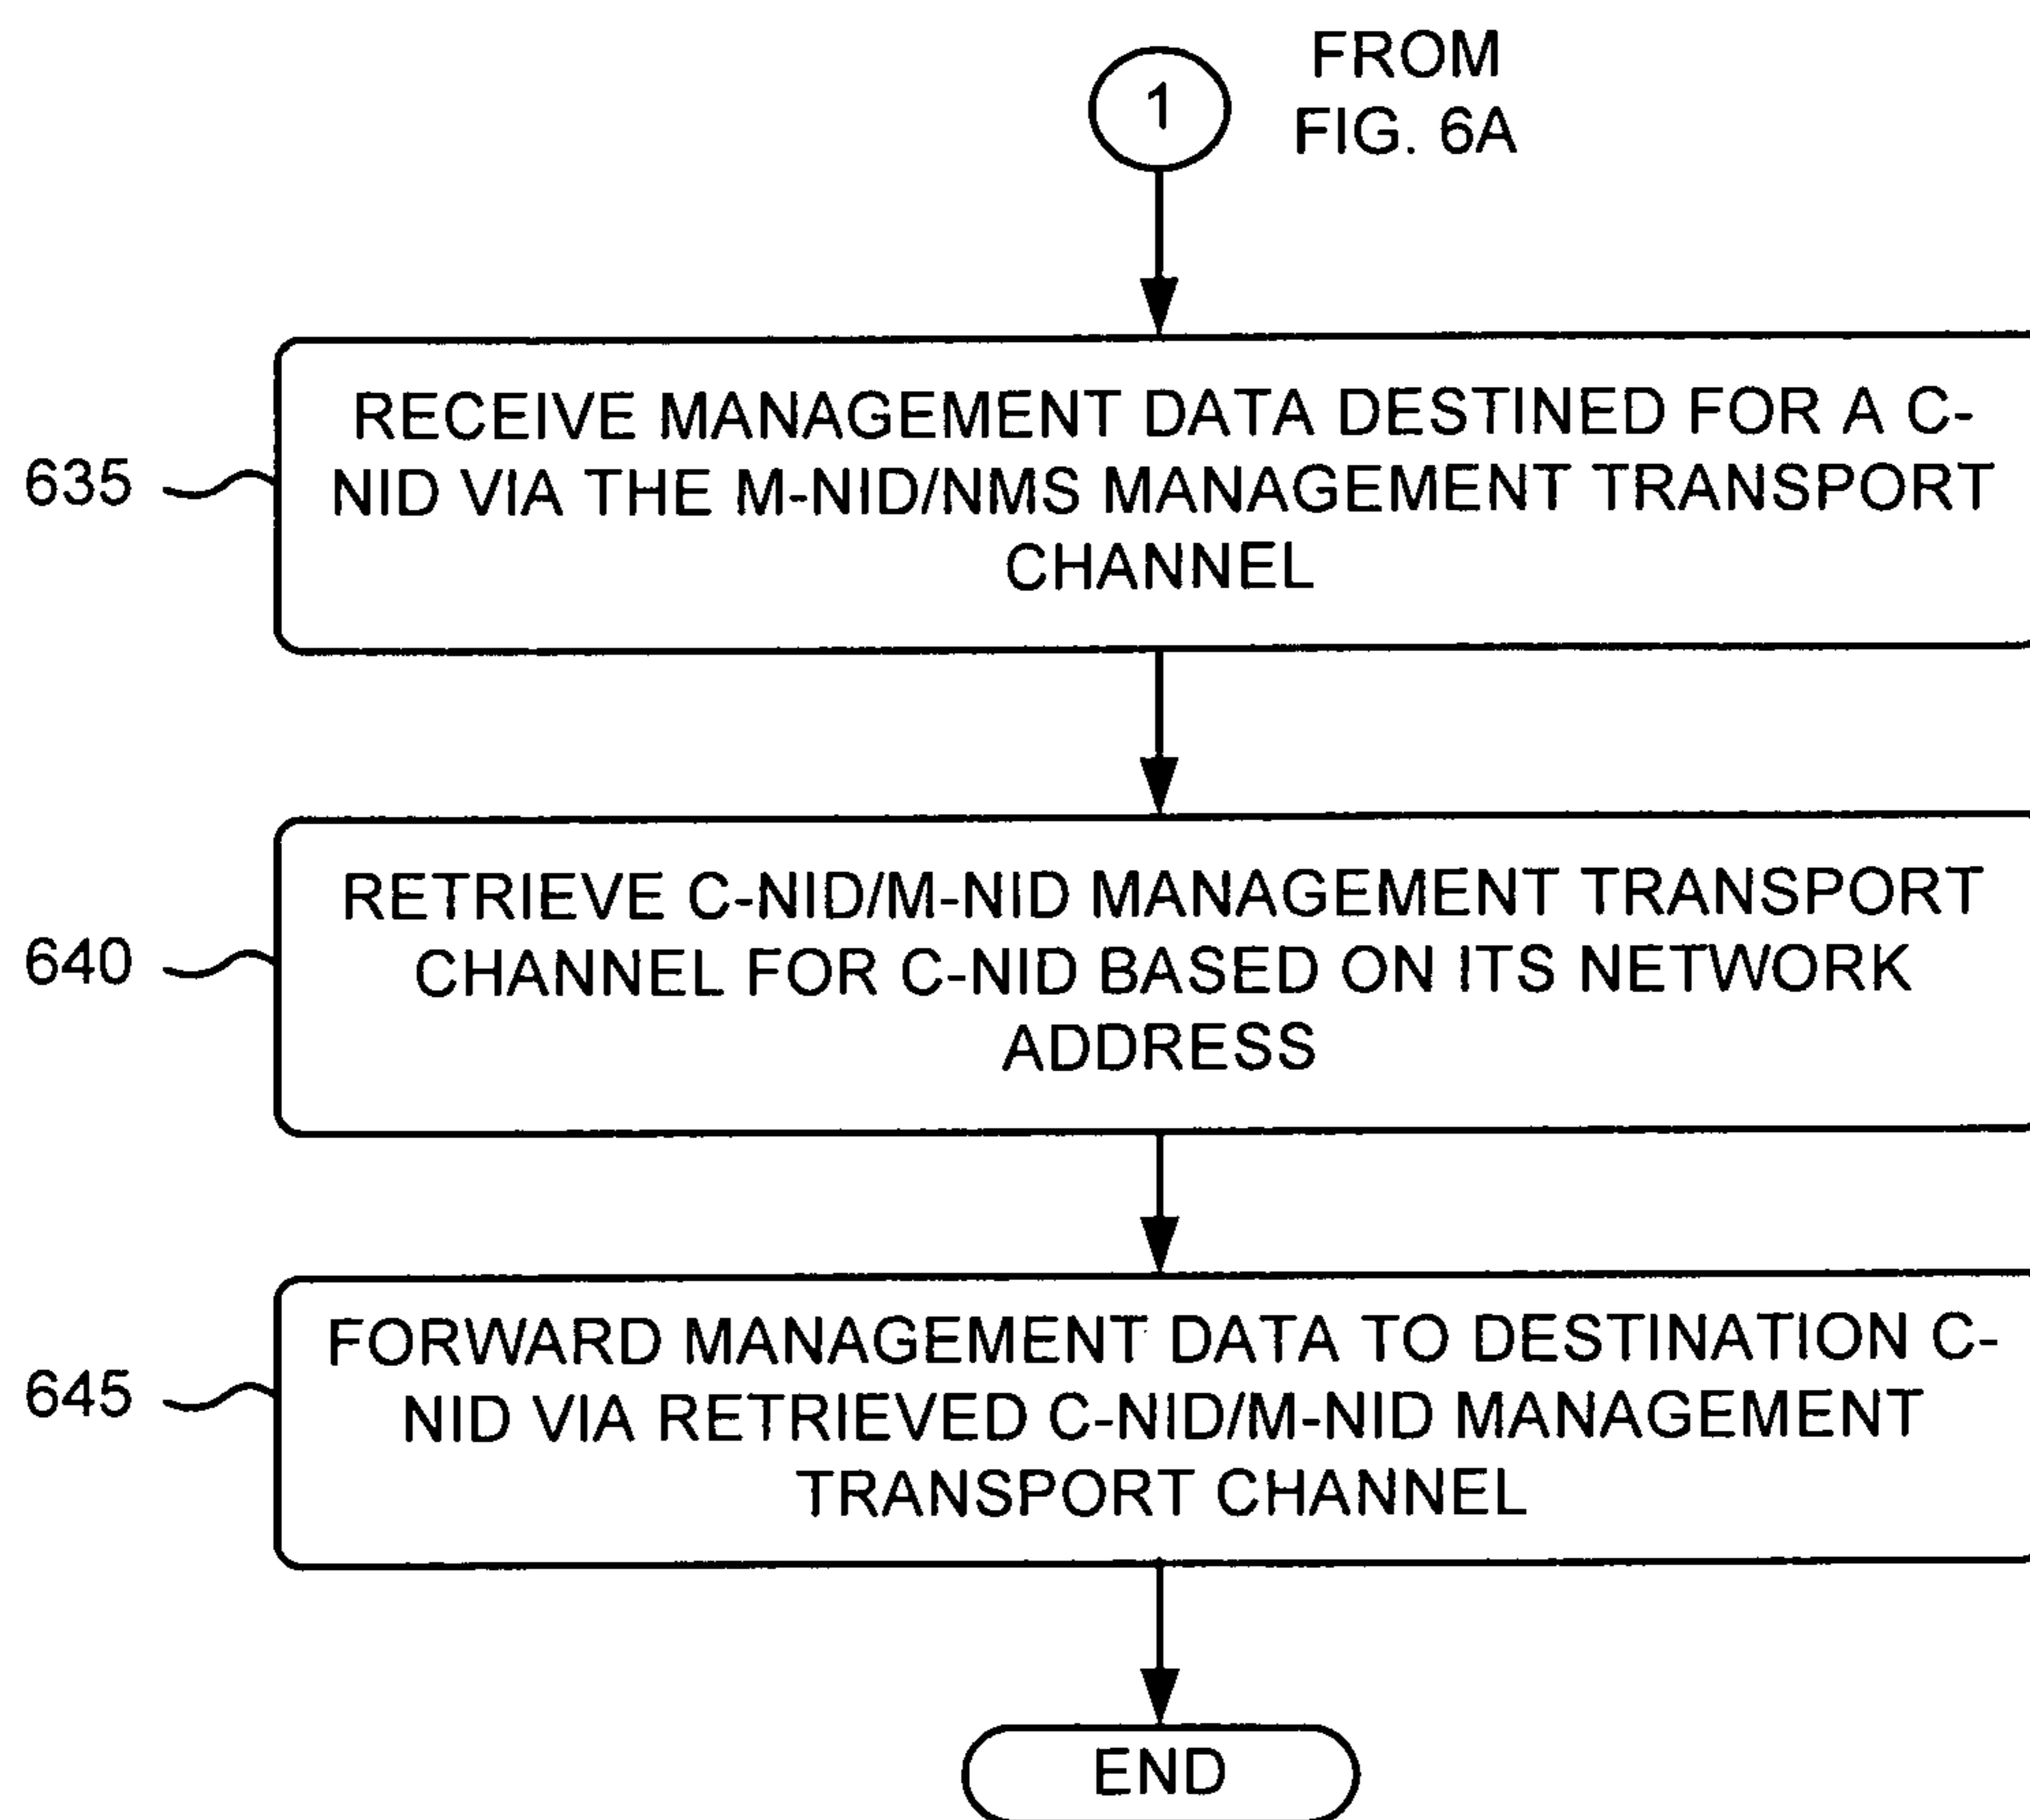 1
FROM
FIG. 6A
635
RECEIVE MANAGEMENT DATA DESTINED FOR A C-
NID VIA THE M-NID/NMS MANAGEMENT TRANSPORT
CHANNEL
640
RETRIEVE C-NID/M-NID MANAGEMENT TRANSPORT
CHANNEL FOR C-NID BASED ON ITS NETWORK
ADDRESS
645
FORWARD MANAGEMENT DATA TO DESTINATION C-
NID VIA RETRIEVED C-NID/M-NID MANAGEMENT
TRANSPORT CHANNEL
END